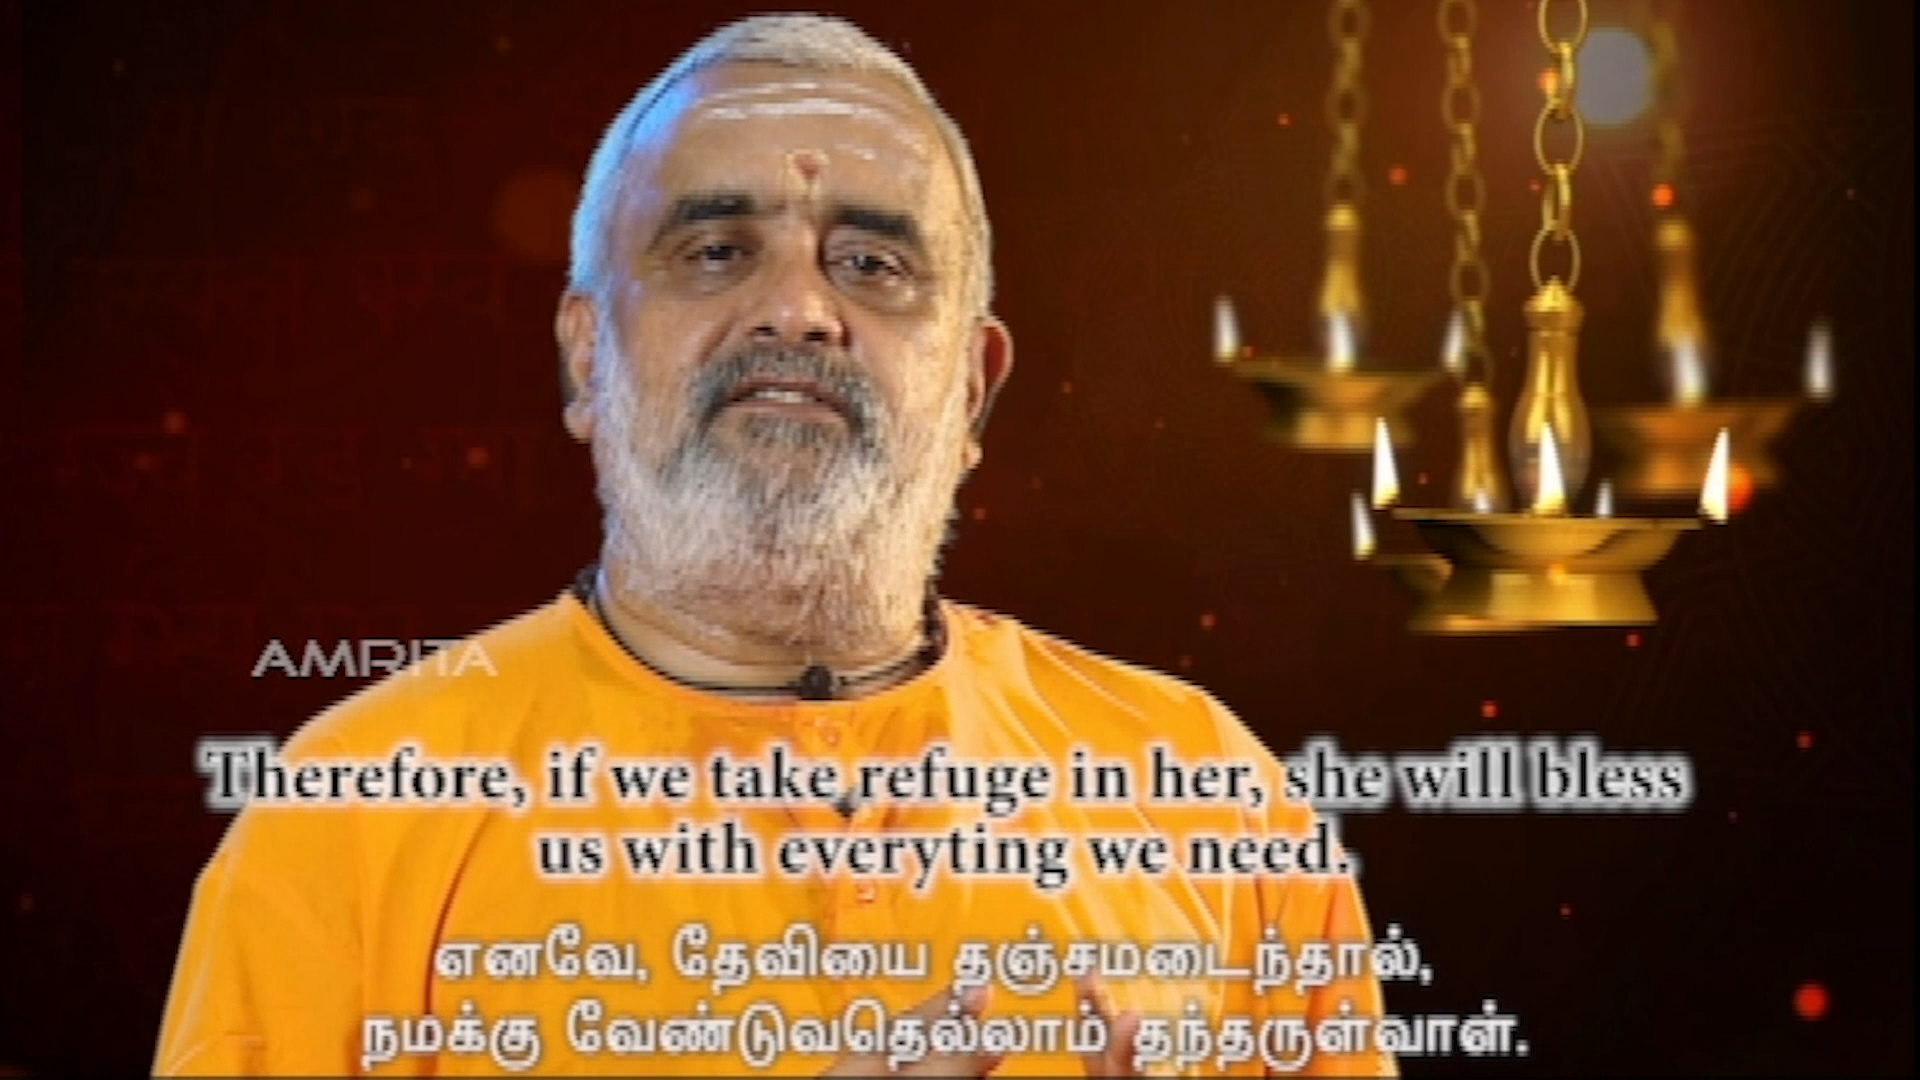 AMRITA
Therefore, if we take refuge in her, she will bless
us with everyting we need.
எனவே, தேவியை தஞ்சமடைந்தால்,
நமக்கு வேண்டுவதெல்லாம் தந்தருள்வாள்.